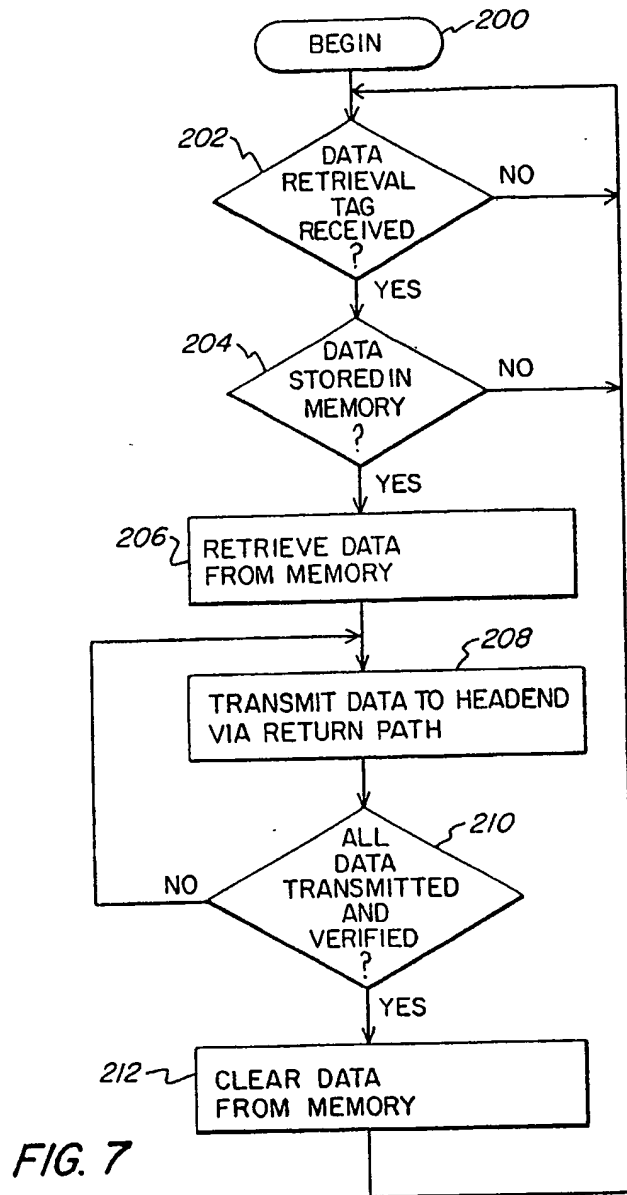 BEGIN
200
202
DATA
RETRIEVAL
TAG
RECEIVED
?
NO
YES
204
DATA
STORED IN
MEMORY
?
NO
YES
206
RETRIEVE DATA
FROM MEMORY
208
TRANSMIT DATA TO HEADEND
VIA RETURN PATH
210
ALL
DATA
TRANSMITTED
AND
VERIFIED
?
NO
YES
212
CLEAR DATA
FROM MEMORY
FIG. 7